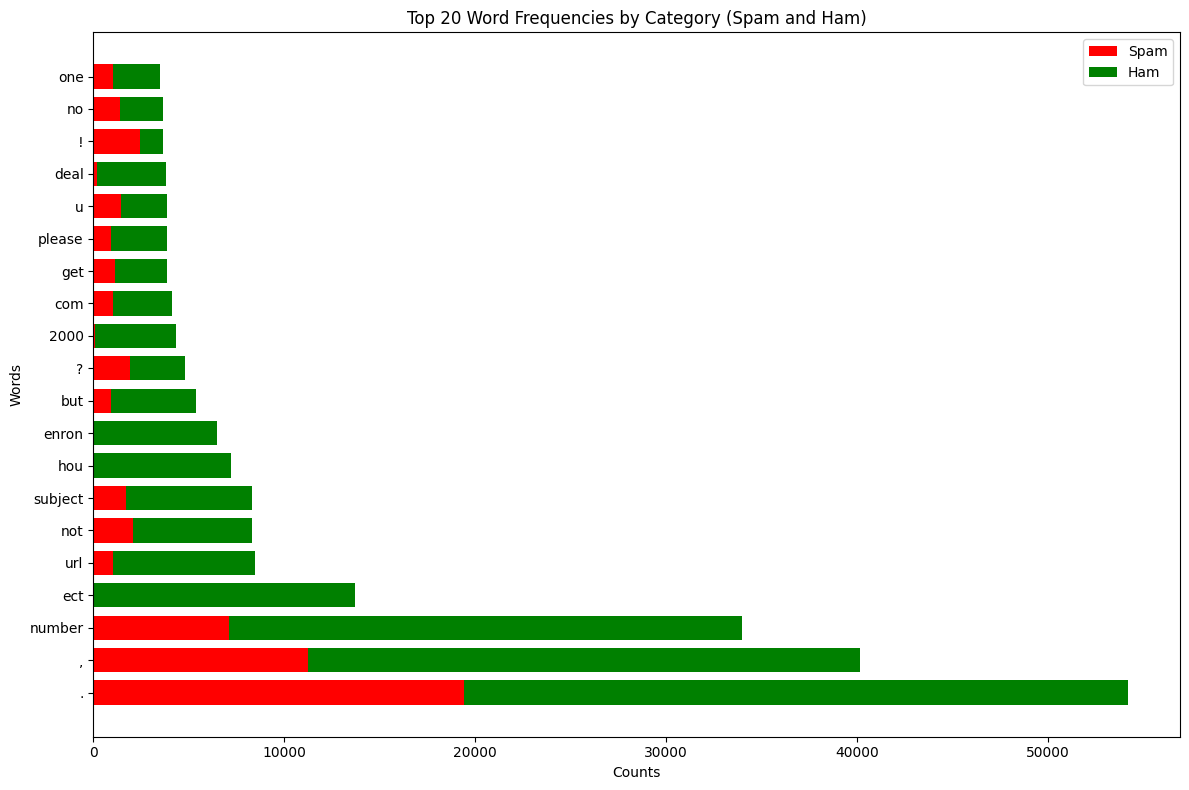 Top 20 Word Frequencies by Category (Spam and Ham)
Spam
Ham
one
no
!
deal
u
please
get
com
2000
?
but
enron
hou
subject
not
url
ect
number
,
.
Words
0 10000 20000 30000 40000 50000
Counts